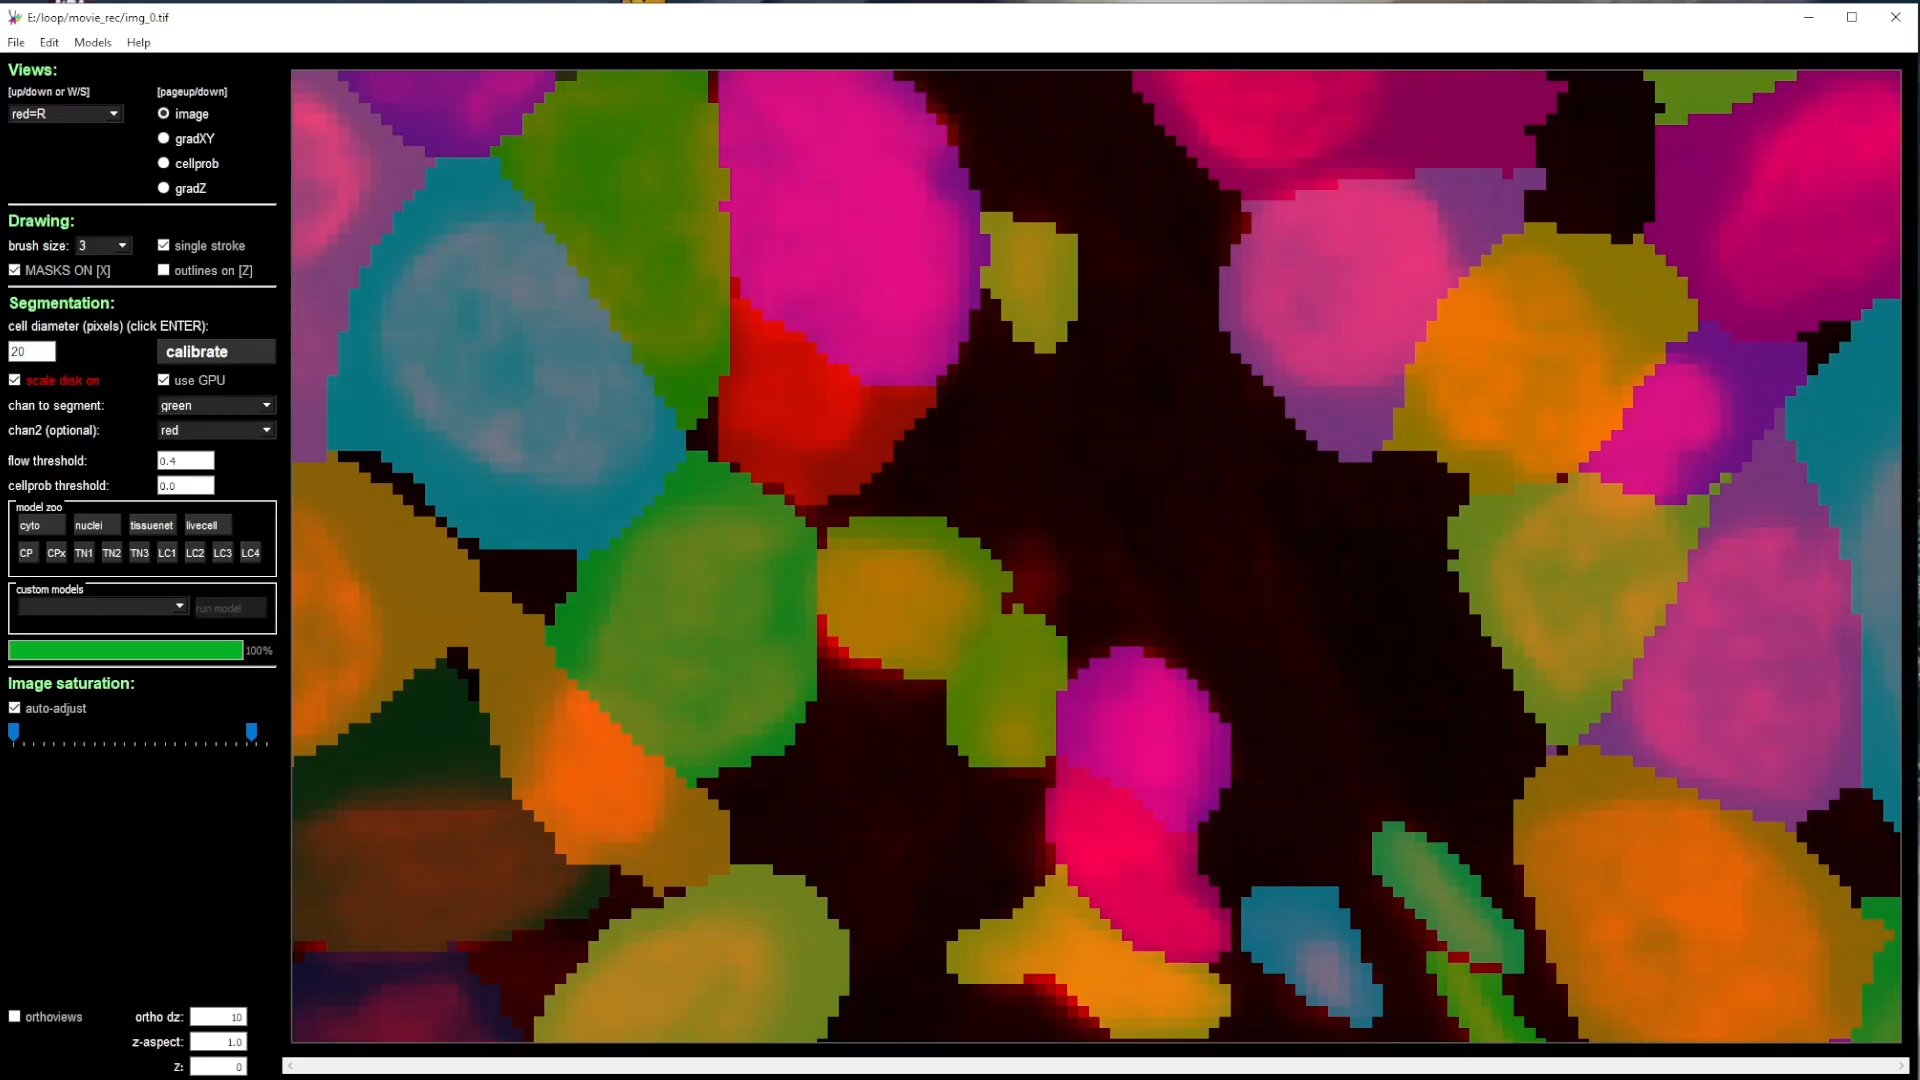 E:/loop/movie_rec/img_0.tif
File Edit Models Help
Views:
[up/down or W/S] [pageup/down]
red=R image
gradXY
cellprob
gradZ
Drawing:
brush size: 3 single stroke
MASKS ON [X] outlines on [Z]
Segmentation:
cell diameter (pixels) (click ENTER):
20 calibrate
scale disk on use GPU
chan to segment: green
chan2 (optional): red
flow threshold: 0.4
cellprob threshold: 0.0
model zoo
cyto nuclei tissuenet livecell
CP CPx TN1 TN2 TN3 LC1 LC2 LC3 LC4
custom models
run model
100%
Image saturation:
auto-adjust
orthoviews ortho dz: 10
z-aspect: 1.0
z: 0